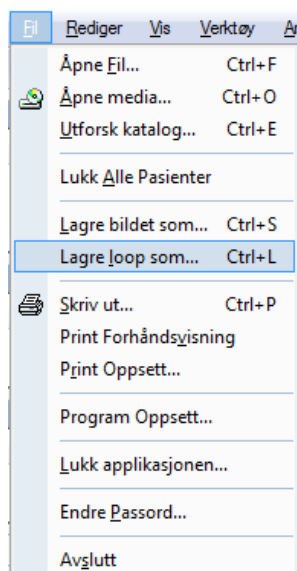 Fil Rediger Vis Verktøy
Åpne Fil... Ctrl+F
Åpne media... Ctrl+O
Utforsk katalog... Ctrl+E
Lukk Alle Pasienter
Lagre bildet som... Ctrl+S
Lagre loop som... Ctrl+L
Skriv ut... Ctrl+P
Print Forhåndsvisning
Print Oppsett...
Program Oppsett...
Lukk applikasjonen...
Endre Passord...
Avslutt